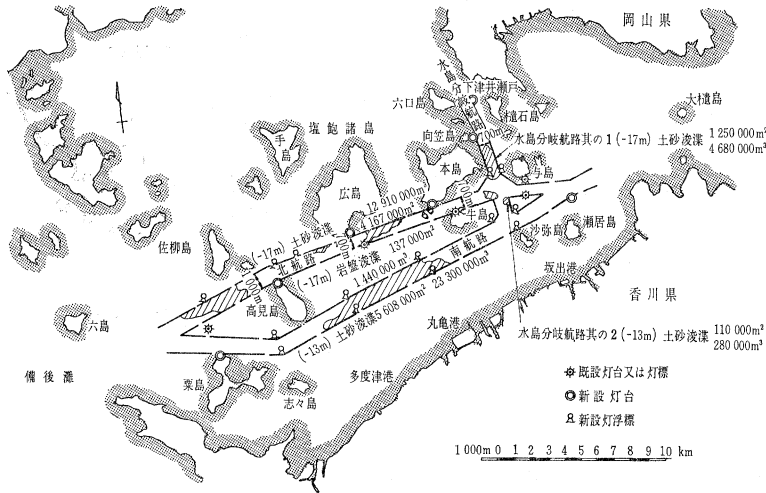 岡山県
水島
下津井瀬戸
六口島
大槌島
塩飽諸島
向笠島
700m
水島分岐航路其の1 (-17m) 土砂浚渫 1 250 000m²
4 680 000m³
手島
本島
与島
広島
12 910 000m³
4 167 000m²
(-17m) 土砂浚渫
牛島
沙弥島
瀬居島
佐柳島
北航路
(-17m) 岩盤浚渫 137 000m²
1 440 000m³
南航路
坂出港
高見島
(-13m) 土砂浚渫 5 608 000m² 23 300 000m³
香川県
六島
丸亀港
水島分岐航路其の2 (-13m) 土砂浚渫 110 000m²
280 000m³
備後灘
粟島
志々島
多度津港
既設灯台又は灯標
新設灯台
新設灯浮標
1 000m 0 1 2 3 4 5 6 7 8 9 10 km